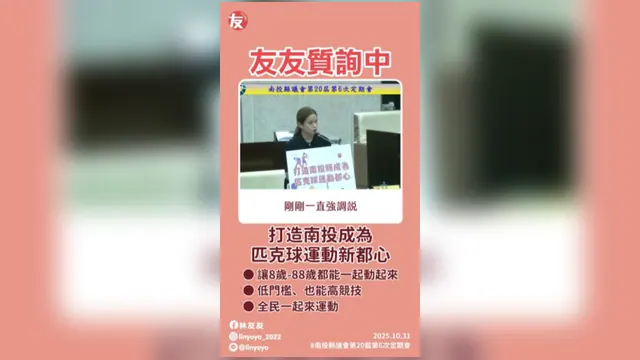 友
友友質詢中
南投縣議會第20屆第6次定期會
打造南投縣成為
匹克球運動新都心
剛剛一直強調説
打造南投成為
匹克球運動新都心
● 讓8歲-88歲都能一起動起來
● 低門檻、也能高競技
● 全民一起來運動
林友友
linyoyo_2022
@linyoyo
2025.10.31
#南投縣議會第20屆第6次定期會